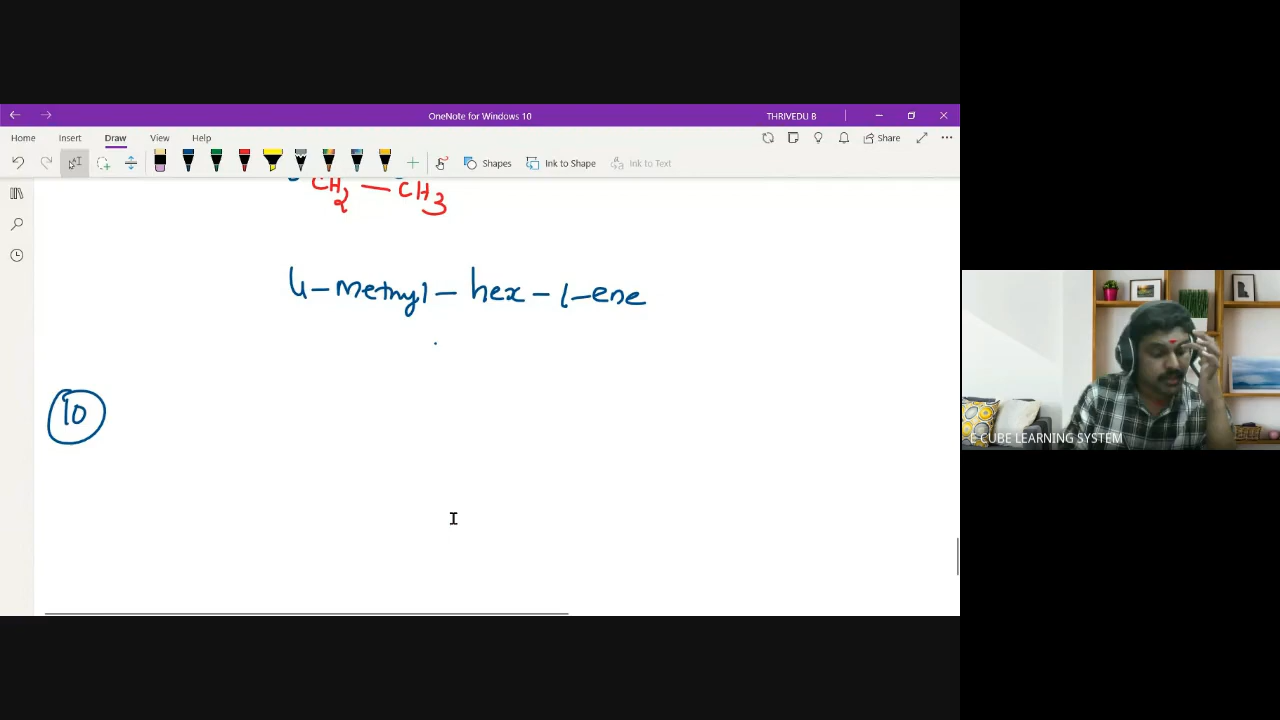 OneNote for Windows 10
THRIVEDU B
Home Insert Draw View Help
Share
Shapes Ink to Shape Ink to Text
CH2 — CH3
4-methyl-hex-1-ene
10
E CUBE LEARNING SYSTEM